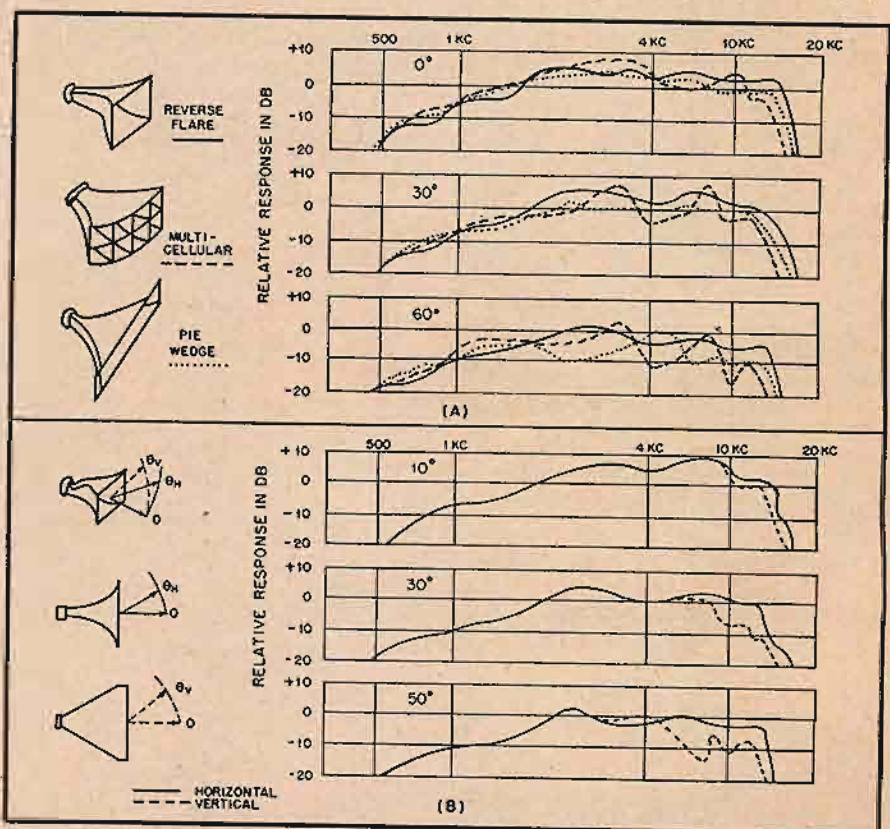 500 1 KC 4 KC 10 KC 20 KC
RELATIVE RESPONSE IN DB
+10
0
-10
-20
0°
REVERSE
FLARE
+10
0
-10
-20
30°
MULTI-
CELLULAR
+10
0
-10
-20
60°
PIE
WEDGE
(A)
500 1 KC 4 KC 10 KC 20 KC
RELATIVE RESPONSE IN DB
+10
0
-10
-20
10°
θV
θH
O
+10
0
-10
-20
30°
θH
O
+10
0
-10
-20
50°
θV
O
HORIZONTAL
VERTICAL
(B)